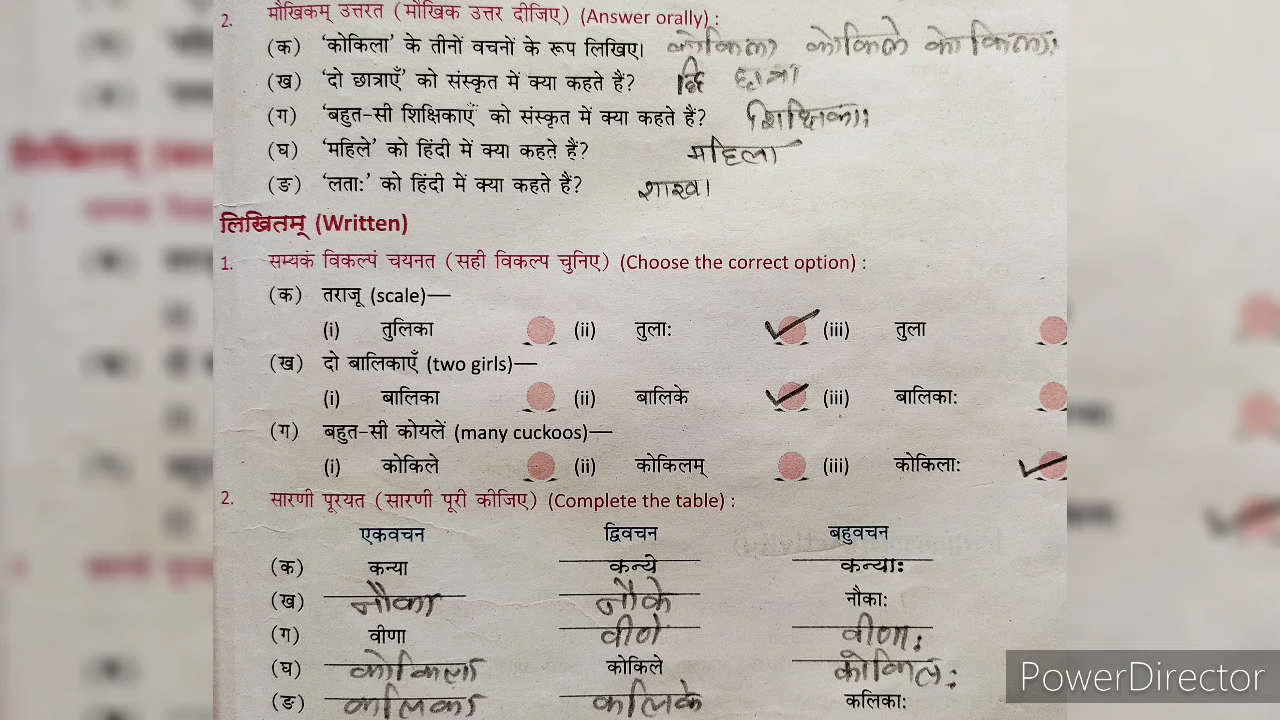 2. मौखिकम् उत्तरत (मौखिक उत्तर दीजिए) (Answer orally) :
(क) ‘कोकिला’ के तीनों वचनों के रूप लिखिए। कोकिला कोकिले कोकिलाः
(ख) ‘दो छात्राएँ’ को संस्कृत में क्या कहते हैं? छात्रा
(ग) ‘बहुत-सी शिक्षिकाएँ’ को संस्कृत में क्या कहते हैं? शिक्षिकाः
(घ) ‘महिले’ को हिंदी में क्या कहते हैं? महिला
(ङ) ‘लताः’ को हिंदी में क्या कहते हैं? शाखा
लिखितम् (Written)
1. सम्यकं विकल्पं चयनत (सही विकल्प चुनिए) (Choose the correct option) :
(क) तराजू (scale)—
(i) तुलिका (ii) तुलाः (iii) तुला
(ख) दो बालिकाएँ (two girls)—
(i) बालिका (ii) बालिके (iii) बालिकाः
(ग) बहुत-सी कोयलें (many cuckoos)—
(i) कोकिले (ii) कोकिलम् (iii) कोकिलाः
2. सारणी पूरयत (सारणी पूरी कीजिए) (Complete the table) :
एकवचन द्विवचन बहुवचन
(क) कन्या कन्ये कन्याः
(ख) नौका नौके नौकाः
(ग) वीणा वीणे वीणाः
(घ) कोकिला कोकिले कोकिलः
(ङ) कलिका कलिके कलिकाः
PowerDirector